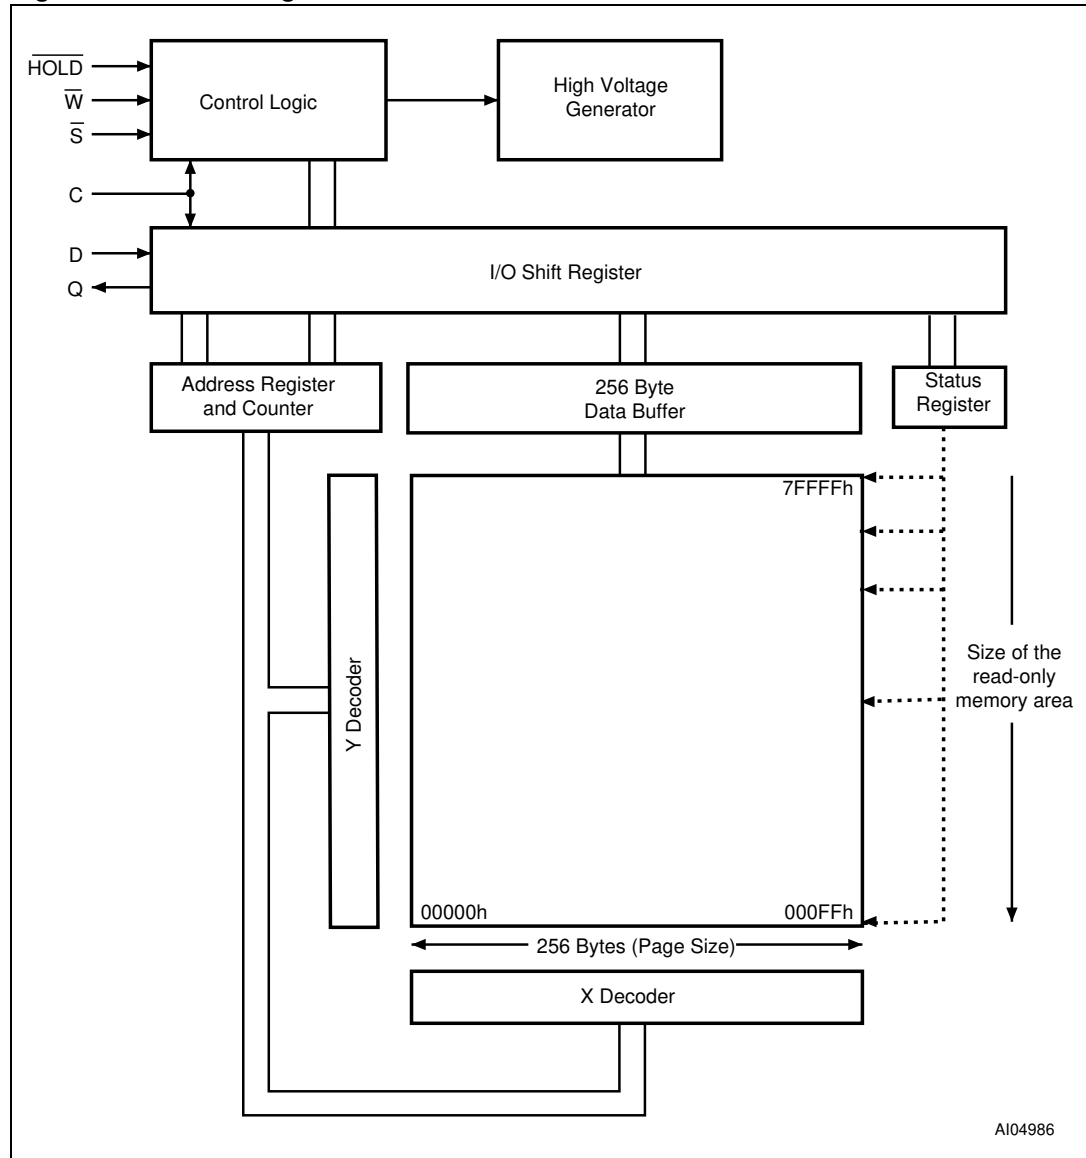 HOLD
W
S
C
D
Q
Control Logic
High Voltage
Generator
I/O Shift Register
Address Register
and Counter
256 Byte
Data Buffer
Status
Register
7FFFFh
Y Decoder
Size of the
read-only
memory area
00000h
000FFh
256 Bytes (Page Size)
X Decoder
AI04986